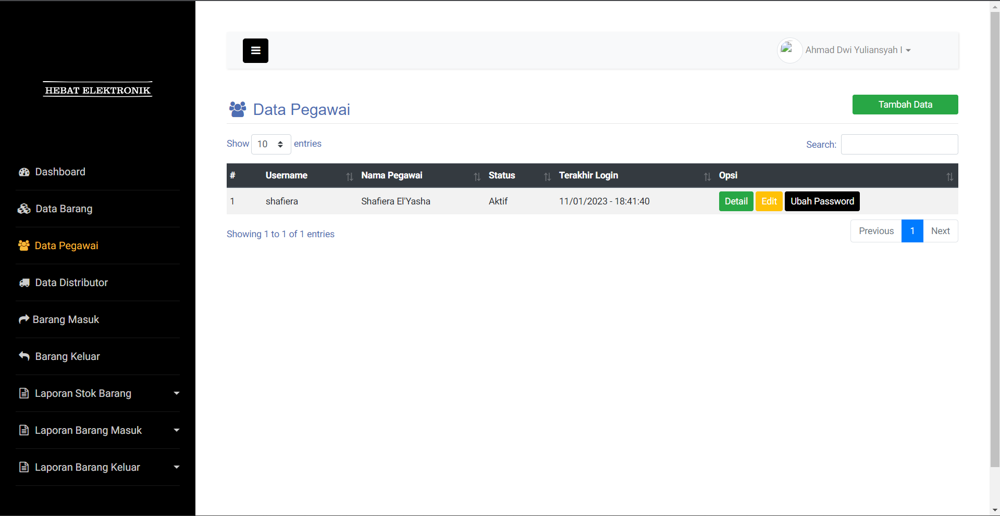 HEBAT ELEKTRONIK
Dashboard
Data Barang
Data Pegawai
Data Distributor
Barang Masuk
Barang Keluar
Laporan Stok Barang
Laporan Barang Masuk
Laporan Barang Keluar
Ahmad Dwi Yuliansyah I
Data Pegawai
Tambah Data
Show 10 entries
Search:
# Username Nama Pegawai Status Terakhir Login Opsi
1 shafiera Shafiera El'Yasha Aktif 11/01/2023 - 18:41:40 Detail Edit Ubah Password
Showing 1 to 1 of 1 entries
Previous 1 Next